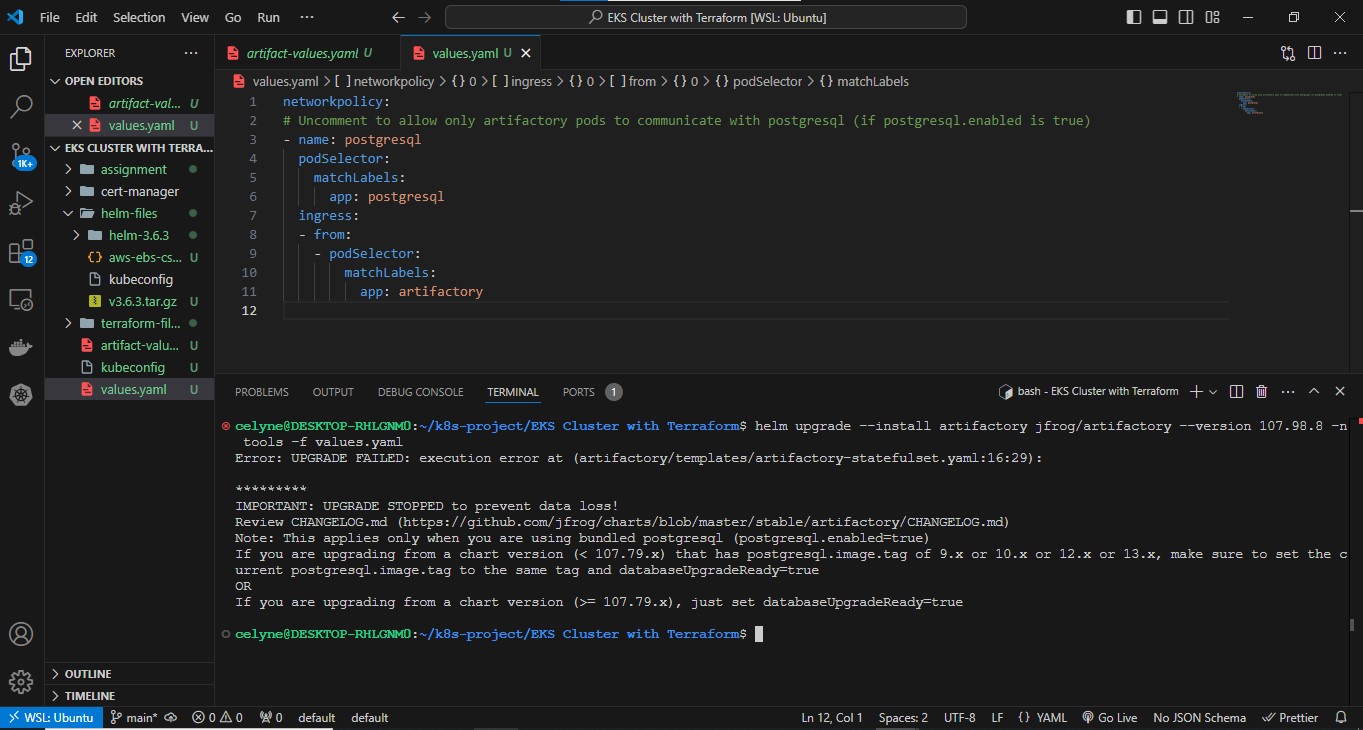 File Edit Selection View Go Run ···
EKS Cluster with Terraform [WSL: Ubuntu]
EXPLORER ···
OPEN EDITORS
artifact-val... U
values.yaml U
EKS CLUSTER WITH TERRA...
assignment
cert-manager
helm-files
helm-3.6.3
{} aws-ebs-cs... U
kubeconfig
v3.6.3.tar.gz U
terraform-fil...
artifact-valu... U
kubeconfig U
values.yaml U
OUTLINE
TIMELINE
1K+
12
artifact-values.yaml U
values.yaml U
values.yaml > [ ] networkpolicy > {} 0 > [ ] ingress > {} 0 > [ ] from > {} 0 > {} podSelector > {} matchLabels
1 networkpolicy:
2 # Uncomment to allow only artifactory pods to communicate with postgresql (if postgresql.enabled is true)
3 - name: postgresql
4 podSelector:
5 matchLabels:
6 app: postgresql
7 ingress:
8 - from:
9 - podSelector:
10 matchLabels:
11 app: artifactory
12
PROBLEMS OUTPUT DEBUG CONSOLE TERMINAL PORTS 1
bash - EKS Cluster with Terraform
celyne@DESKTOP-RHLGNM0:~/k8s-project/EKS Cluster with Terraform$ helm upgrade --install artifactory jfrog/artifactory --version 107.98.8 -n
tools -f values.yaml
Error: UPGRADE FAILED: execution error at (artifactory/templates/artifactory-statefulset.yaml:16:29):
*********
IMPORTANT: UPGRADE STOPPED to prevent data loss!
Review CHANGELOG.md (https://github.com/jfrog/charts/blob/master/stable/artifactory/CHANGELOG.md)
Note: This applies only when you are using bundled postgresql (postgresql.enabled=true)
If you are upgrading from a chart version (< 107.79.x) that has postgresql.image.tag of 9.x or 10.x or 12.x or 13.x, make sure to set the c
urrent postgresql.image.tag to the same tag and databaseUpgradeReady=true
OR
If you are upgrading from a chart version (>= 107.79.x), just set databaseUpgradeReady=true
celyne@DESKTOP-RHLGNM0:~/k8s-project/EKS Cluster with Terraform$
WSL: Ubuntu main* 0 0 0 default default Ln 12, Col 1 Spaces: 2 UTF-8 LF {} YAML Go Live No JSON Schema Prettier